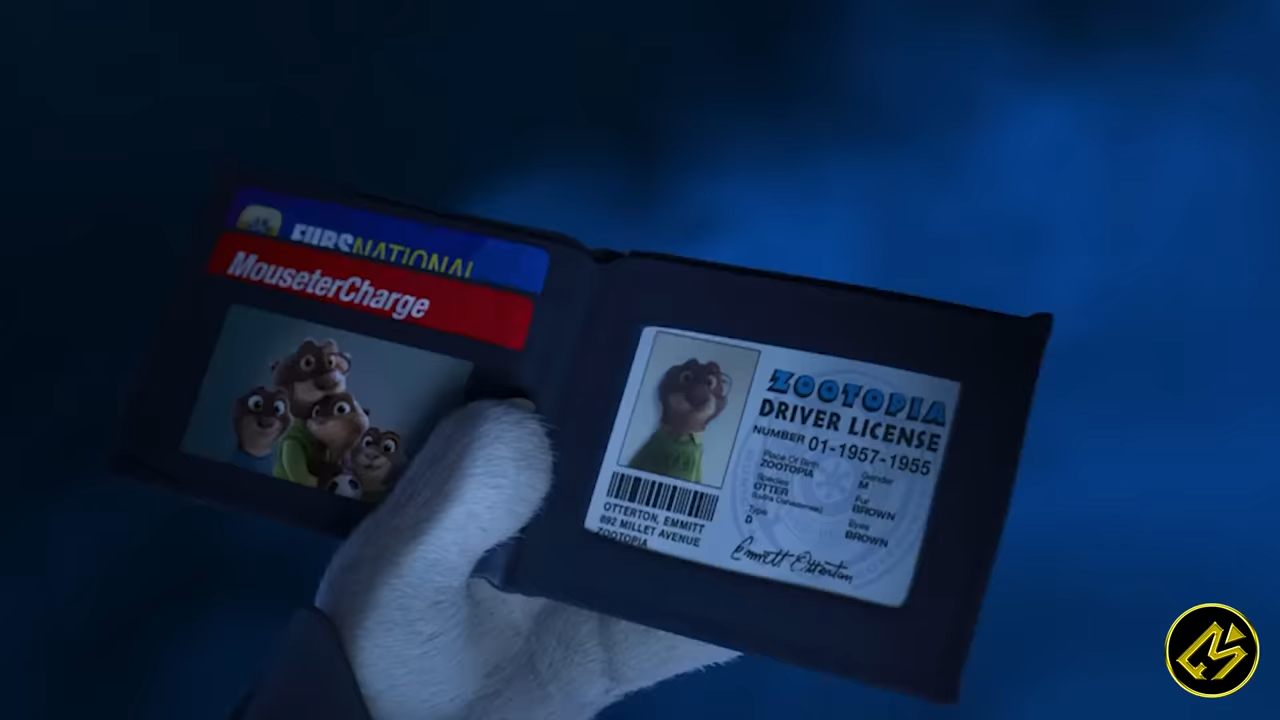 FURSNATIONAL
MouseterCharge
ZOOTOPIA
DRIVER LICENSE
NUMBER 01-1957-1955
Place Of Birth
ZOOTOPIA
Gender
M
Species
OTTER
Fur
BROWN
Type
D
Eyes
BROWN
OTTERTON, EMMITT
692 MILLET AVENUE
ZOOTOPIA
Emmitt Otterton